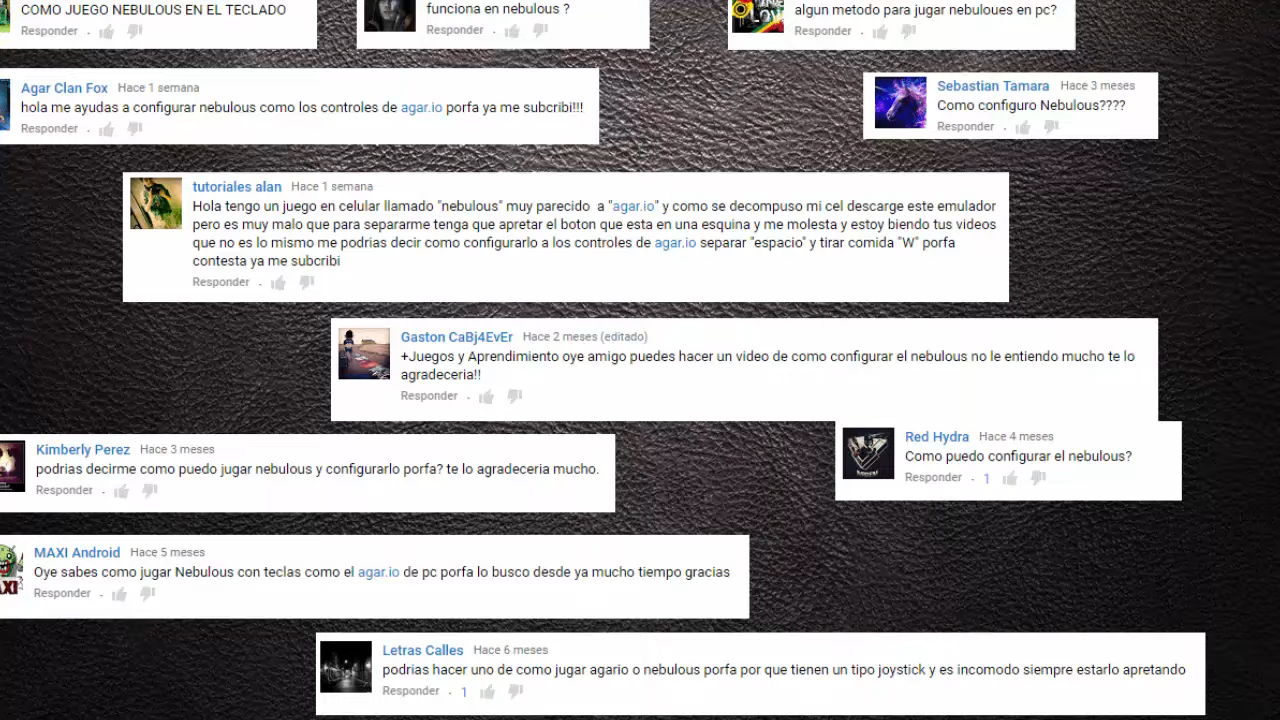 COMO JUEGO NEBULOUS EN EL TECLADO
Responder
funciona en nebulous ?
Responder
algun metodo para jugar nebuloues en pc?
Responder
Agar Clan Fox Hace 1 semana
hola me ayudas a configurar nebulous como los controles de agar.io porfa ya me subcribi!!!
Responder
Sebastian Tamara Hace 3 meses
Como configuro Nebulous????
Responder
tutoriales alan Hace 1 semana
Hola tengo un juego en celular llamado "nebulous" muy parecido a "agar.io" y como se decompuso mi cel descarge este emulador
pero es muy malo que para separarme tenga que apretar el boton que esta en una esquina y me molesta y estoy biendo tus videos
que no es lo mismo me podrias decir como configurarlo a los controles de agar.io separar "espacio" y tirar comida "W" porfa
contesta ya me subcribi
Responder
Gaston CaBj4EvEr Hace 2 meses (editado)
+Juegos y Aprendimiento oye amigo puedes hacer un video de como configurar el nebulous no le entiendo mucho te lo
agradeceria!!
Responder
Kimberly Perez Hace 3 meses
podrias decirme como puedo jugar nebulous y configurarlo porfa? te lo agradeceria mucho.
Responder
Red Hydra Hace 4 meses
Como puedo configurar el nebulous?
Responder 1
MAXI Android Hace 5 meses
Oye sabes como jugar Nebulous con teclas como el agar.io de pc porfa lo busco desde ya mucho tiempo gracias
Responder
Letras Calles Hace 6 meses
podrias hacer uno de como jugar agario o nebulous porfa por que tienen un tipo joystick y es incomodo siempre estarlo apretando
Responder 1